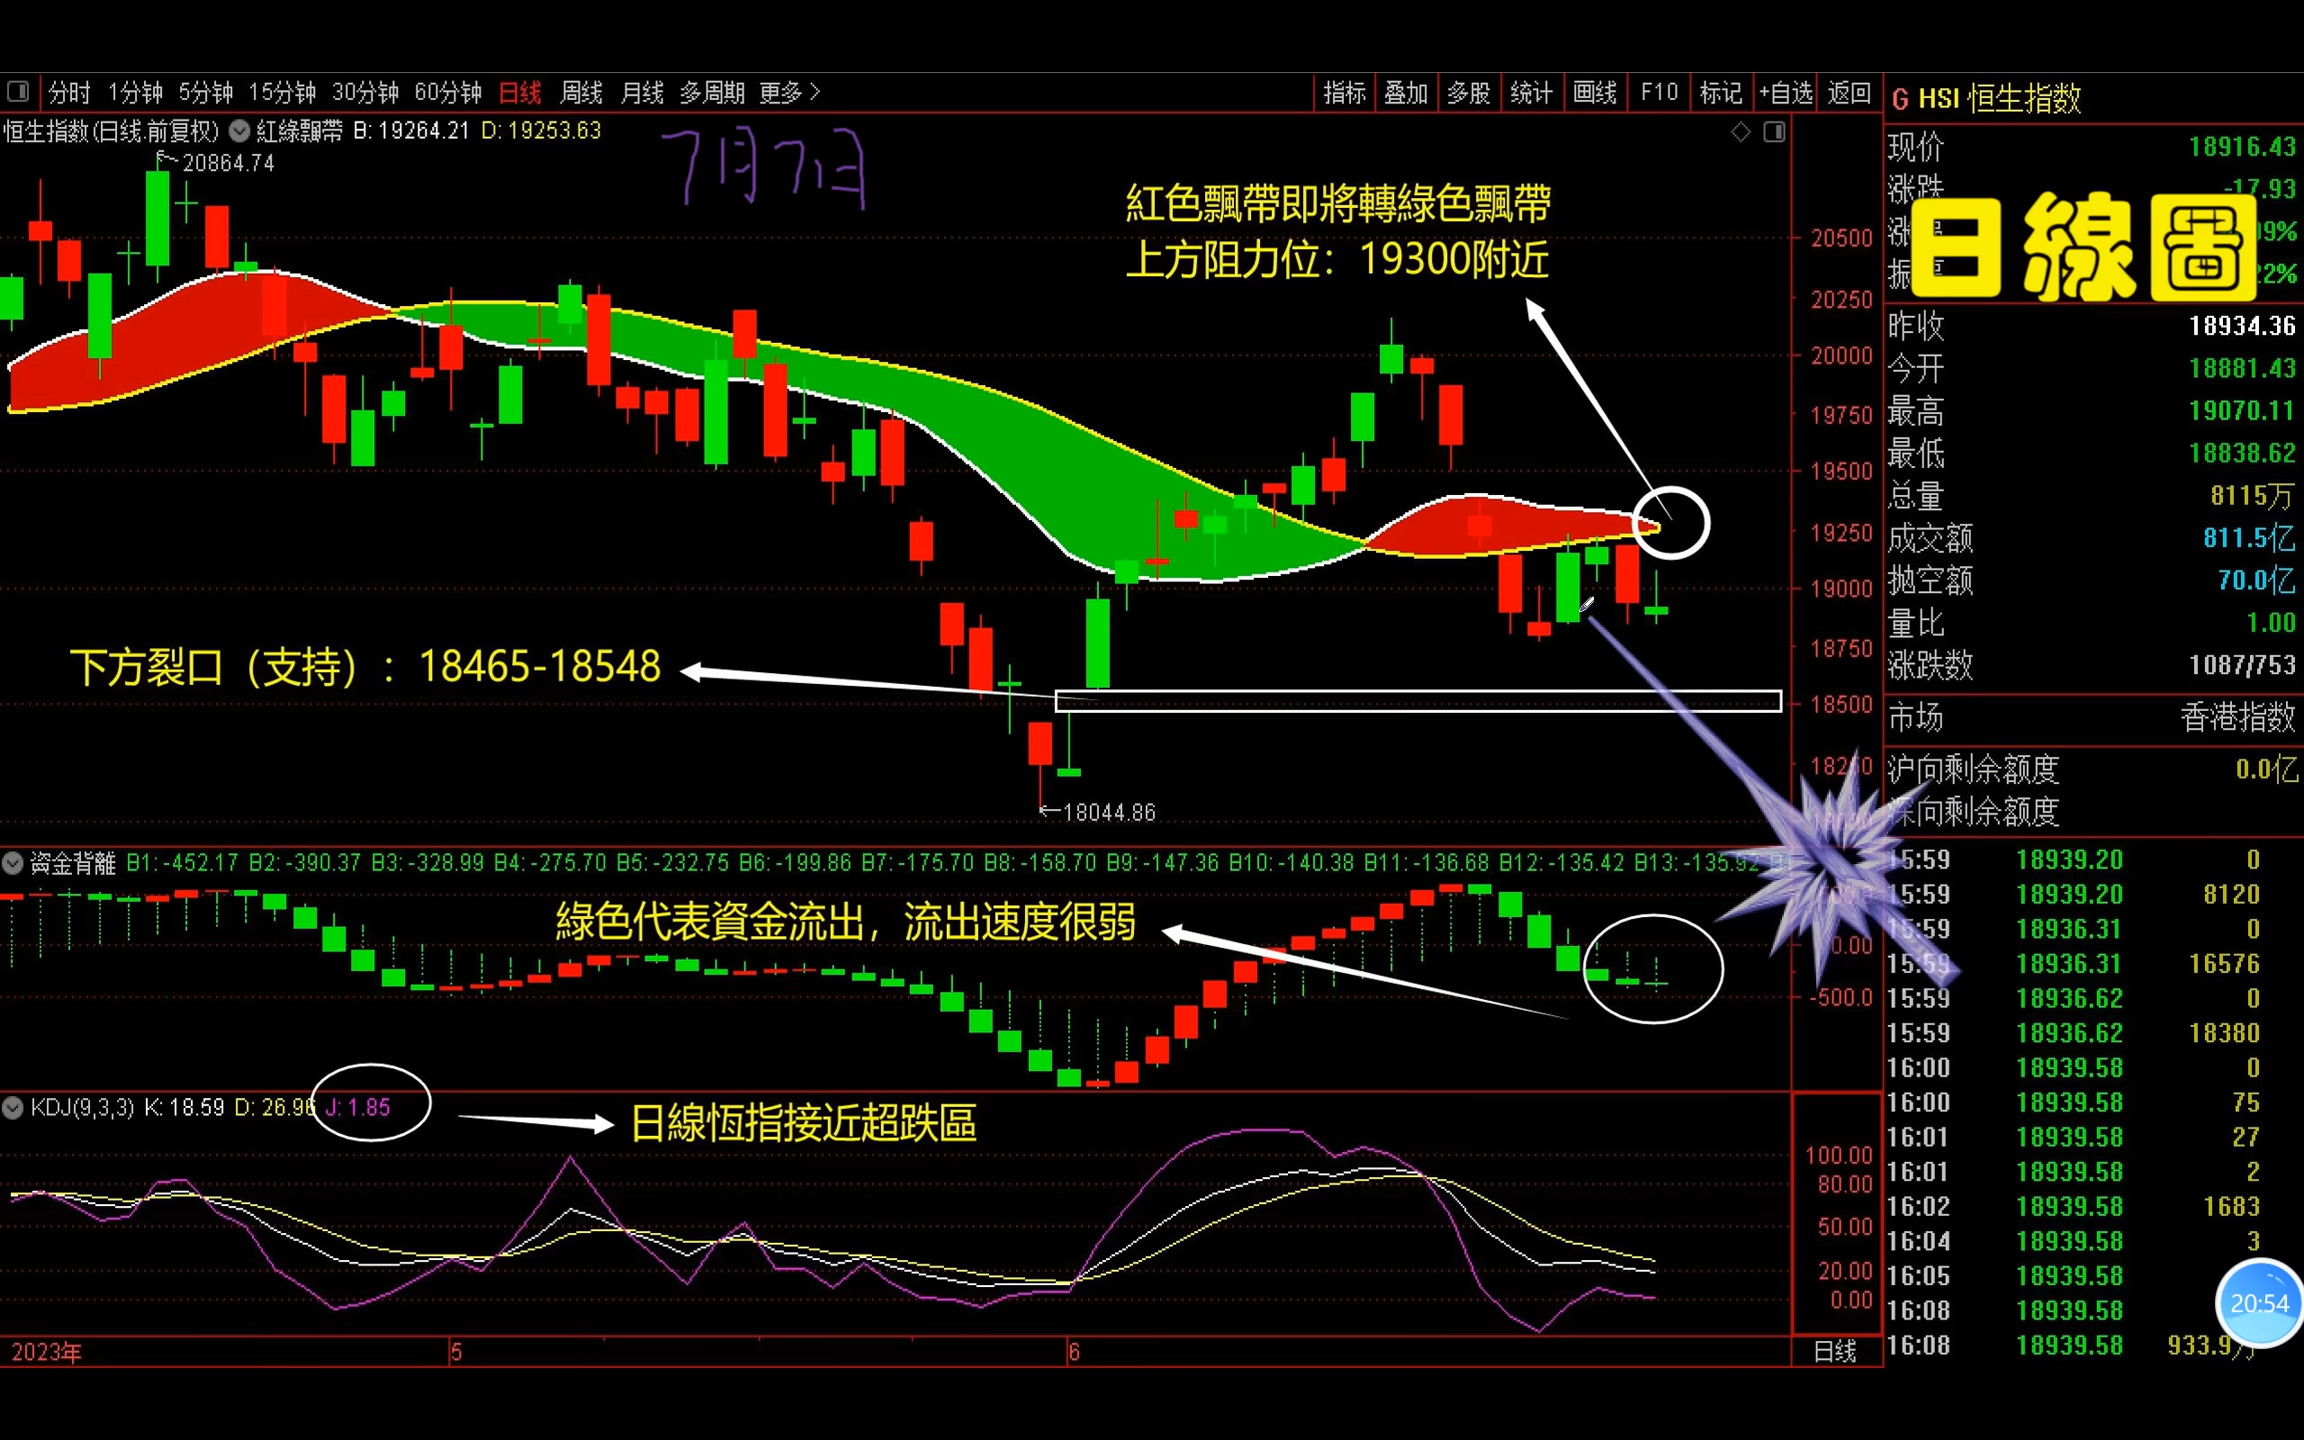 分时 1分钟 5分钟 15分钟 30分钟 60分钟 日线 周线 月线 多周期 更多 >
指标 叠加 多股 统计 画线 F10 标记 +自选 返回
G HSI 恒生指数
恒生指数(日线.前复权) 紅綠飄帶 B: 19264.21 D: 19253.63
7月7日
20864.74
紅色飄帶即將轉綠色飄帶
上方阻力位：19300附近
下方裂口（支持）：18465-18548
18044.86
20500
20250
20000
19750
19500
19250
19000
18750
18500
日線圖
现价 18916.43
涨跌 -17.93
昨收 18934.36
今开 18881.43
最高 19070.11
最低 18838.62
总量 8115万
成交额 811.5亿
抛空额 70.0亿
量比 1.00
涨跌数 1087/753
市场 香港指数
沪向剩余额度 0.0亿
深向剩余额度
資金背離 B1: -452.17 B2: -390.37 B3: -328.99 B4: -275.70 B5: -232.75 B6: -199.86 B7: -175.70 B8: -158.70 B9: -147.36 B10: -140.38 B11: -136.68 B12: -135.42 B13: -135.92
綠色代表資金流出，流出速度很弱
-500.0
KDJ(9,3,3) K: 18.59 D: 26.96 J: 1.85
日線恆指接近超跌區
100.00
80.00
50.00
20.00
0.00
2023年 5 6 日线
15:59 18939.20 0
15:59 18939.20 8120
15:59 18936.31 0
15:59 18936.31 16576
15:59 18936.62 0
15:59 18936.62 18380
16:00 18939.58 0
16:00 18939.58 75
16:01 18939.58 27
16:01 18939.58 2
16:02 18939.58 1683
16:04 18939.58 3
16:05 18939.58
16:08 18939.58
16:08 18939.58 933.9万
20:54